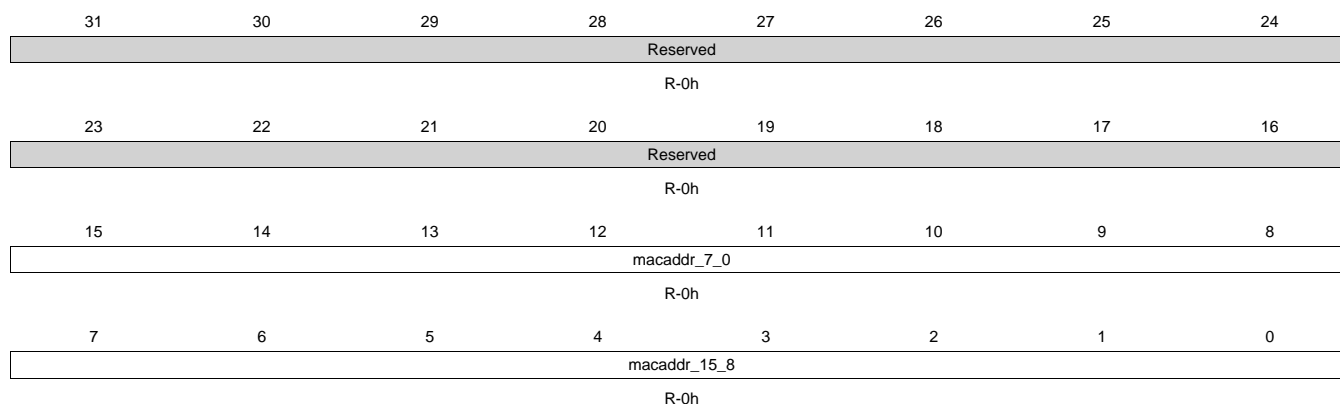 31 30 29 28 27 26 25 24
Reserved
R-0h
23 22 21 20 19 18 17 16
Reserved
R-0h
15 14 13 12 11 10 9 8
macaddr_7_0
R-0h
7 6 5 4 3 2 1 0
macaddr_15_8
R-0h